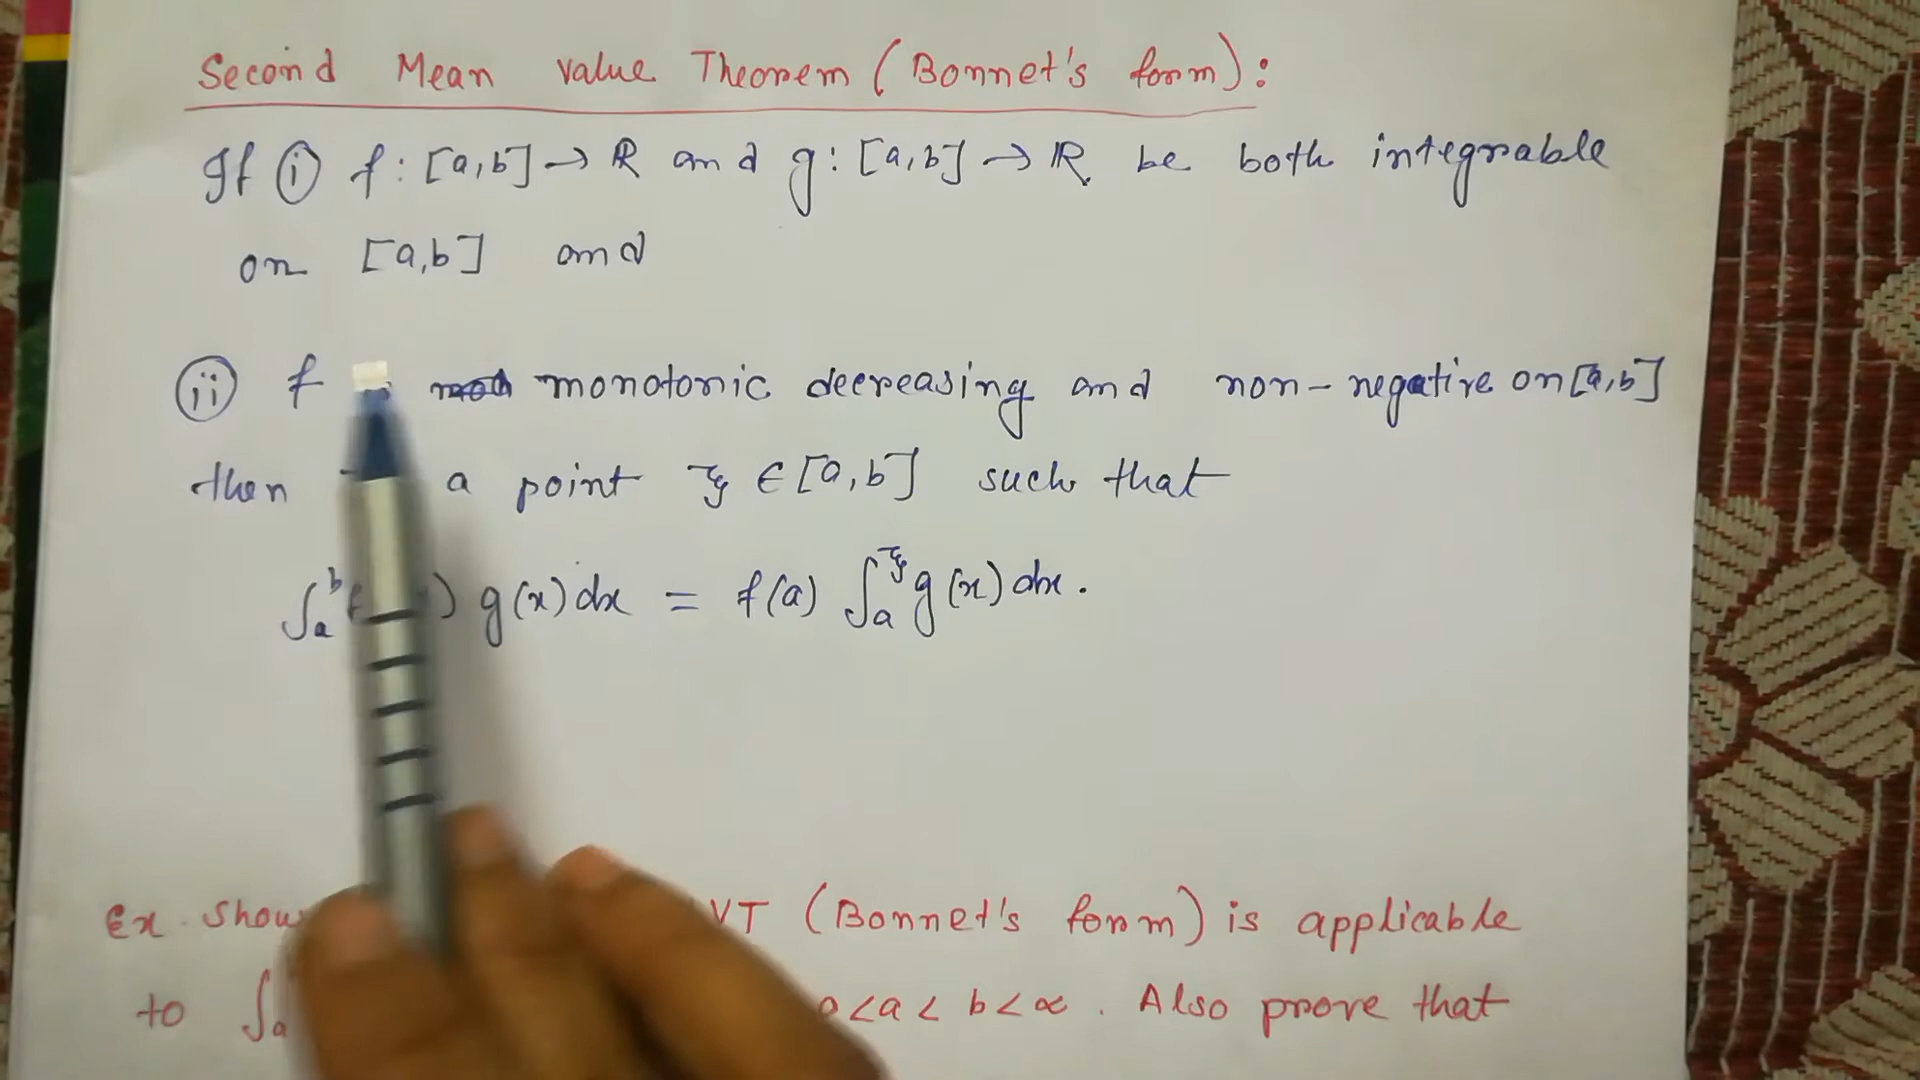 Second Mean value Theorem (Bonnet's form):
If (i) f: [a,b] → ℝ and g: [a,b] → ℝ be both integrable
on [a,b] and
(ii) f monotonic decreasing and non-negative on [a,b]
then a point ξ ∈ [a,b] such that
∫ₐᵇ g(x) dx = f(a) ∫ₐ^ξ g(x) dx.
Ex. Show VT (Bonnet's form) is applicable
to ∫ₐ <a< b<∞. Also prove that